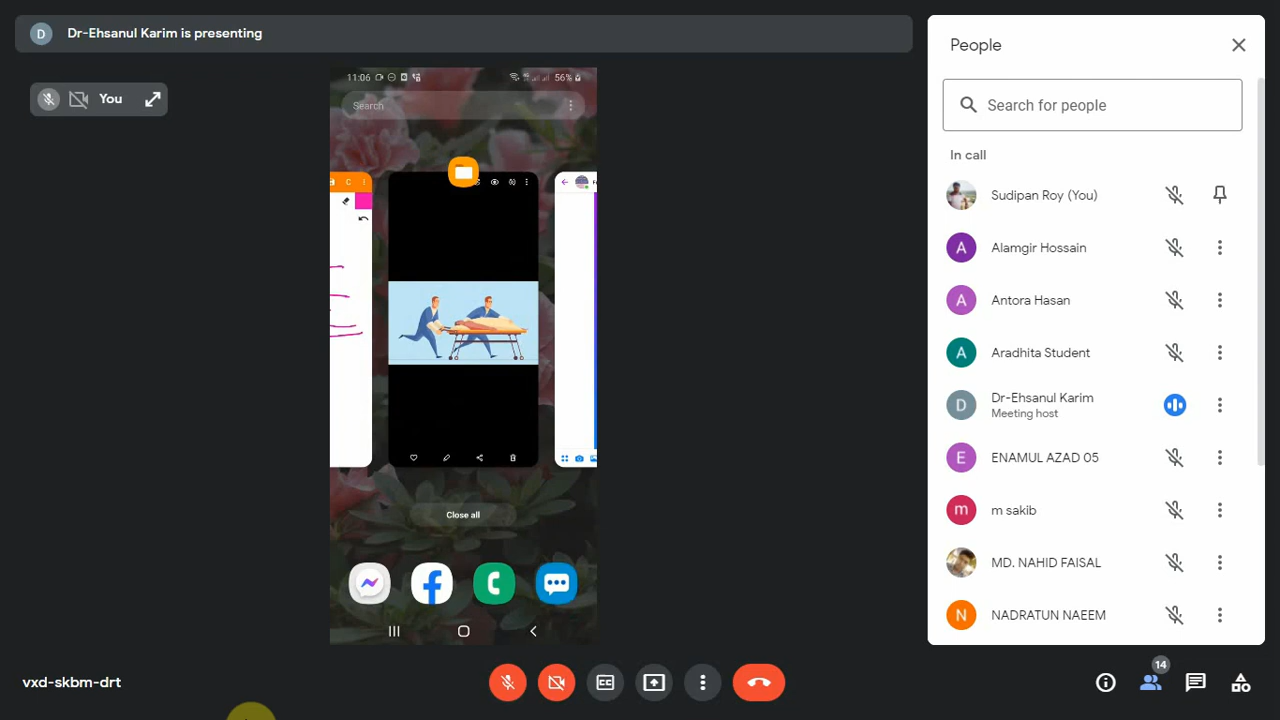 Dr-Ehsanul Karim is presenting
D
You
11:06
56%
Search
C
Close all
vxd-skbm-drt
CC
14
People
Search for people
In call
Sudipan Roy (You)
A
Alamgir Hossain
A
Antora Hasan
A
Aradhita Student
D
Dr-Ehsanul Karim
Meeting host
E
ENAMUL AZAD 05
m
m sakib
MD. NAHID FAISAL
N
NADRATUN NAEEM